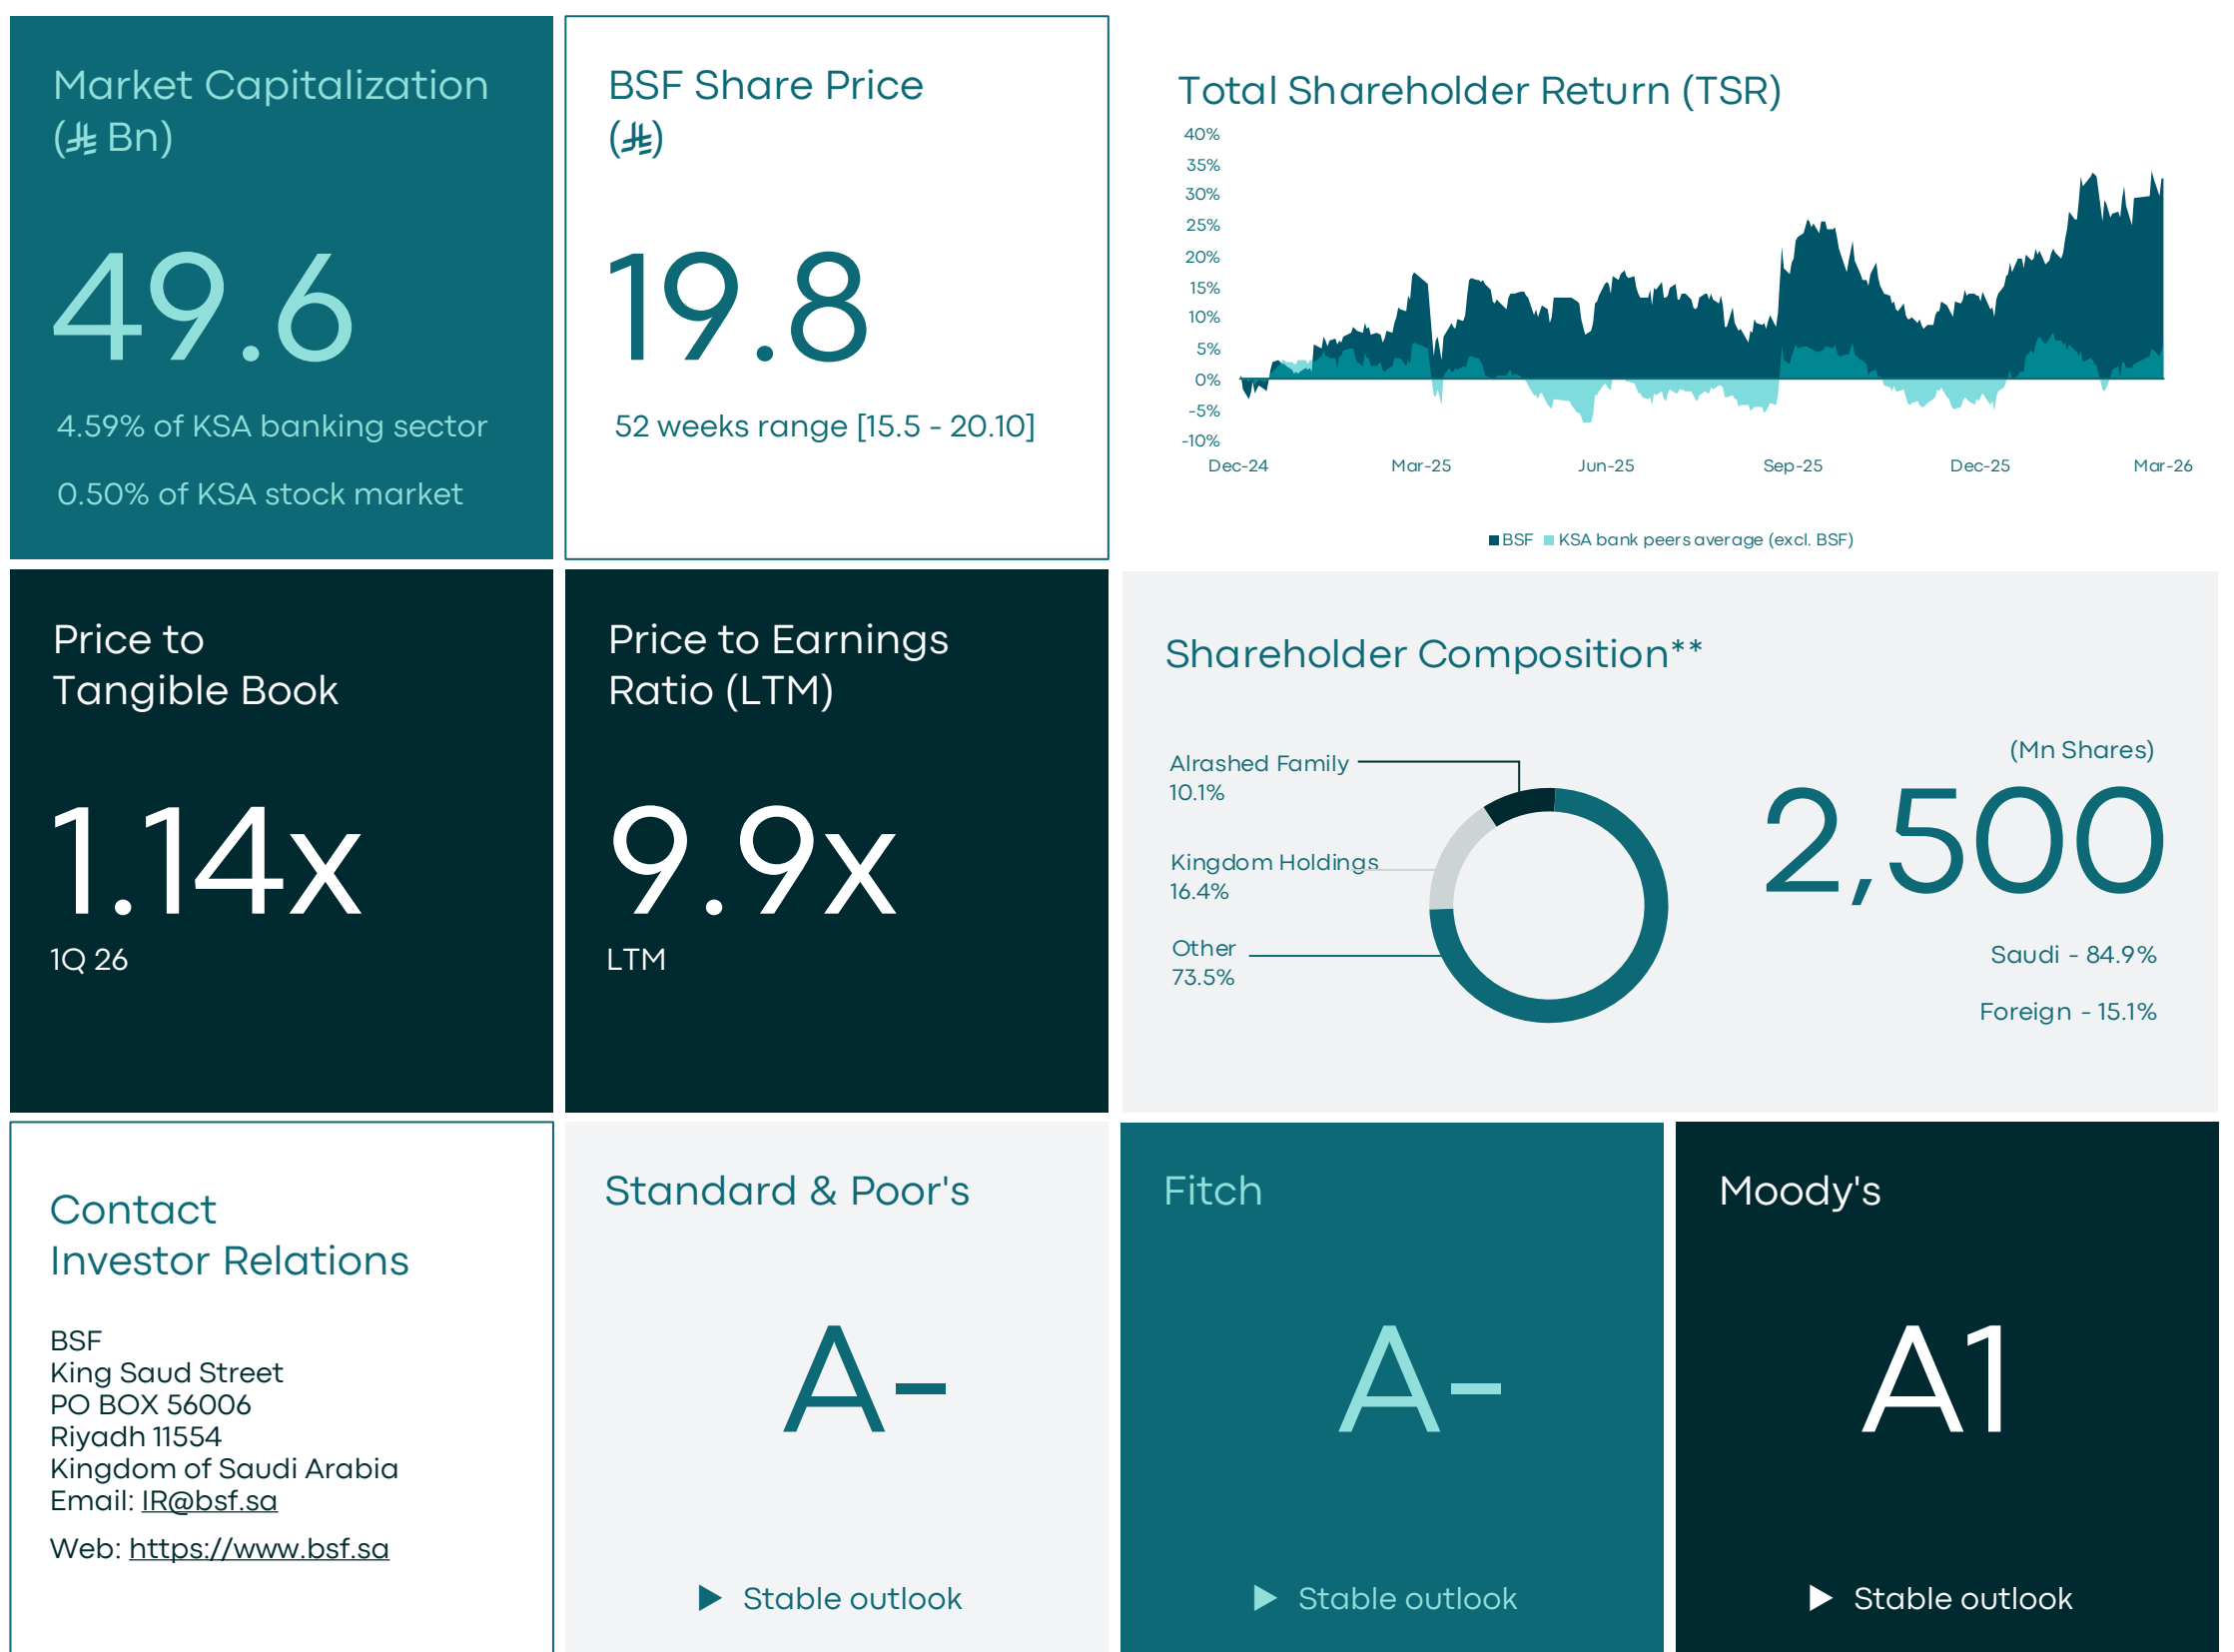 Market Capitalization
(⃁ Bn)
49.6
4.59% of KSA banking sector
0.50% of KSA stock market
BSF Share Price
(⃁)
19.8
52 weeks range [15.5 - 20.10]
Total Shareholder Return (TSR)
40%
35%
30%
25%
20%
15%
10%
5%
0%
-5%
-10%
Dec-24 Mar-25 Jun-25 Sep-25 Dec-25 Mar-26
BSF KSA bank peers average (excl. BSF)
Price to
Tangible Book
1.14x
1Q 26
Price to Earnings
Ratio (LTM)
9.9x
LTM
Shareholder Composition**
Alrashed Family
10.1%
Kingdom Holdings
16.4%
Other
73.5%
(Mn Shares)
2,500
Saudi - 84.9%
Foreign - 15.1%
Contact
Investor Relations
BSF
King Saud Street
PO BOX 56006
Riyadh 11554
Kingdom of Saudi Arabia
Email: IR@bsf.sa
Web: https://www.bsf.sa
Standard & Poor's
A-
Stable outlook
Fitch
A-
Stable outlook
Moody's
A1
Stable outlook